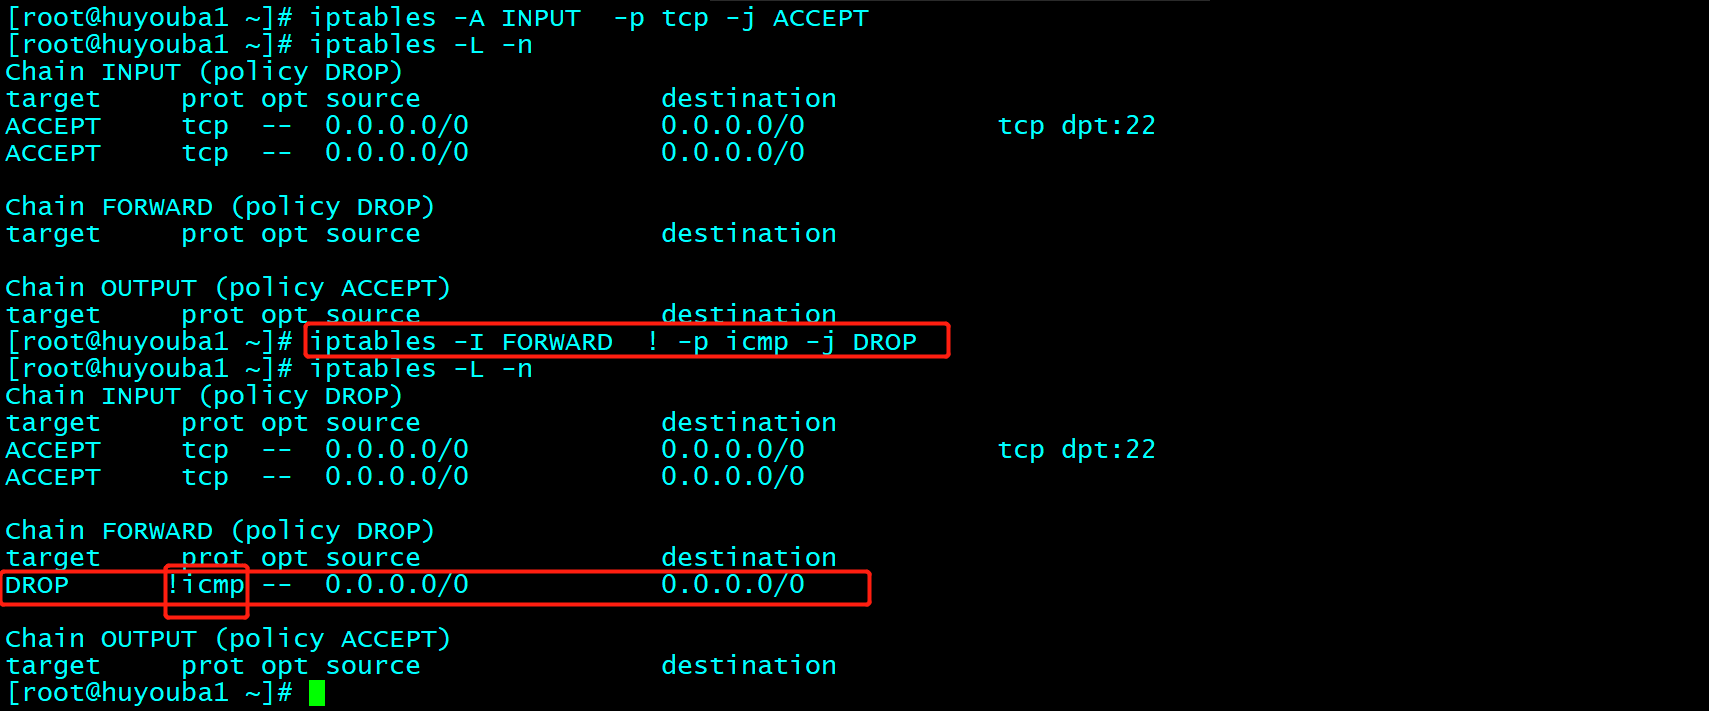 [root@huyouba1 ~]# iptables -A INPUT  -p tcp -j ACCEPT
[root@huyouba1 ~]# iptables -L -n
Chain INPUT (policy DROP)
target     prot opt source               destination
ACCEPT     tcp  --  0.0.0.0/0            0.0.0.0/0            tcp dpt:22
ACCEPT     tcp  --  0.0.0.0/0            0.0.0.0/0
Chain FORWARD (policy DROP)
target     prot opt source               destination
Chain OUTPUT (policy ACCEPT)
target     prot opt source               destination
[root@huyouba1 ~]# iptables -I FORWARD  ! -p icmp -j DROP
[root@huyouba1 ~]# iptables -L -n
Chain INPUT (policy DROP)
target     prot opt source               destination
ACCEPT     tcp  --  0.0.0.0/0            0.0.0.0/0            tcp dpt:22
ACCEPT     tcp  --  0.0.0.0/0            0.0.0.0/0
Chain FORWARD (policy DROP)
target     prot opt source               destination
DROP      !icmp --  0.0.0.0/0            0.0.0.0/0
Chain OUTPUT (policy ACCEPT)
target     prot opt source               destination
[root@huyouba1 ~]#